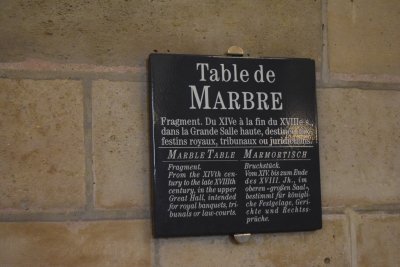 Table de
MARBRE
Fragment. Du XIVe à la fin du XVIIIe s.,
dans la Grande Salle haute, destiné aux
festins royaux, tribunaux ou juridictions.
MARBLE TABLE
Fragment.
From the XIVth cen-
tury to the late XVIIIth
century, in the upper
Great Hall, intended
for royal banquets, tri-
bunals or law-courts.
MARMORTISCH
Bruchstück.
Vom XIV. bis zum Ende
des XVIII. Jh., im
oberen "großen Saal"
bestimmt für königli-
che Festgelage, Geri-
chte und Rechtss-
prüche.